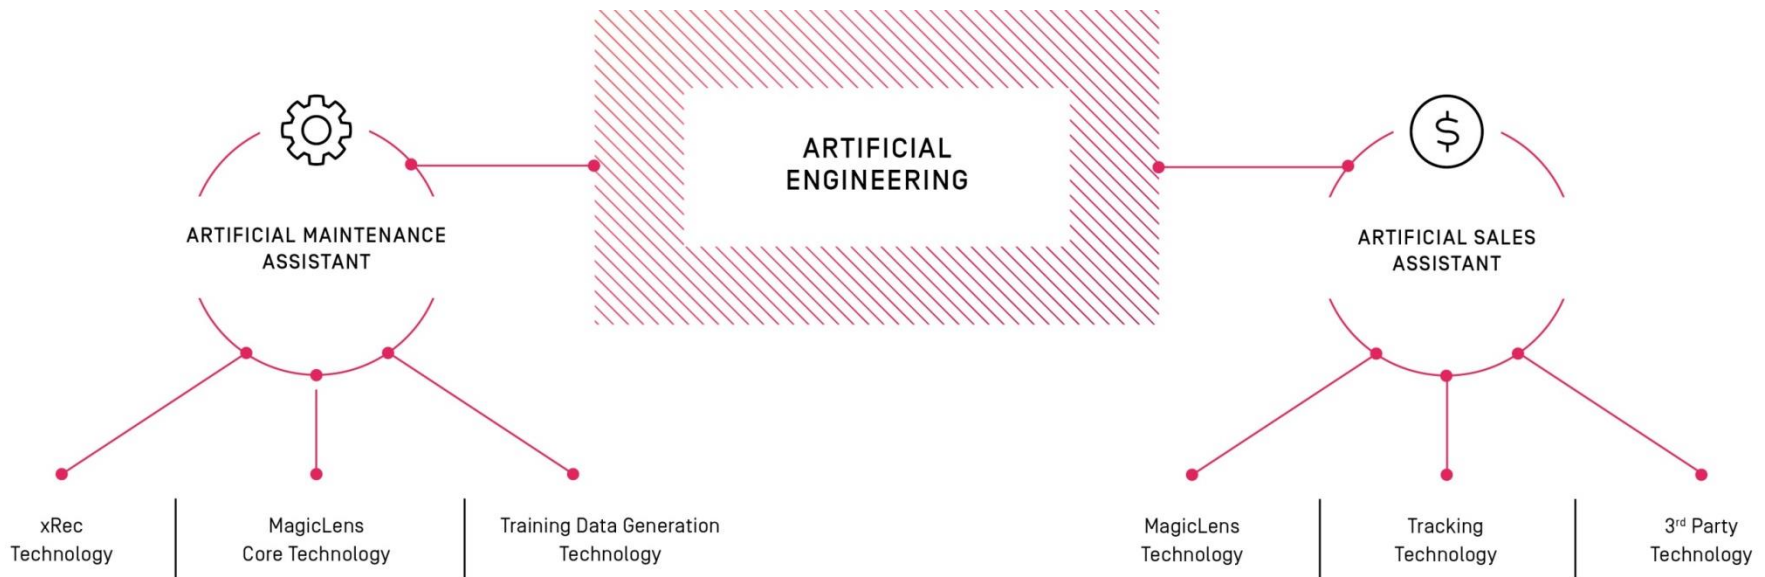 ARTIFICIAL
ENGINEERING
$
ARTIFICIAL MAINTENANCE
ASSISTANT
ARTIFICIAL SALES
ASSISTANT
xRec
Technology
MagicLens
Core Technology
Training Data Generation
Technology
MagicLens
Technology
Tracking
Technology
3rd Party
Technology